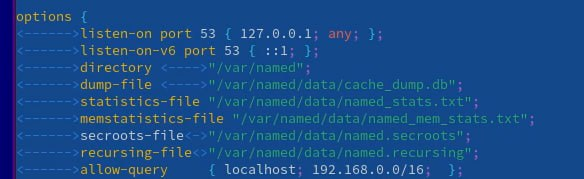 options {
<------>listen-on port 53 { 127.0.0.1; any; };
<------>listen-on-v6 port 53 { ::1; };
<------>directory <---->"/var/named";
<------>dump-file <---->"/var/named/data/cache_dump.db";
<------>statistics-file "/var/named/data/named_stats.txt";
<------>memstatistics-file "/var/named/data/named_mem_stats.txt";
<------>secroots-file<->"/var/named/data/named.secroots";
<------>recursing-file<>"/var/named/data/named.recursing";
<------>allow-query     { localhost; 192.168.0.0/16;  };